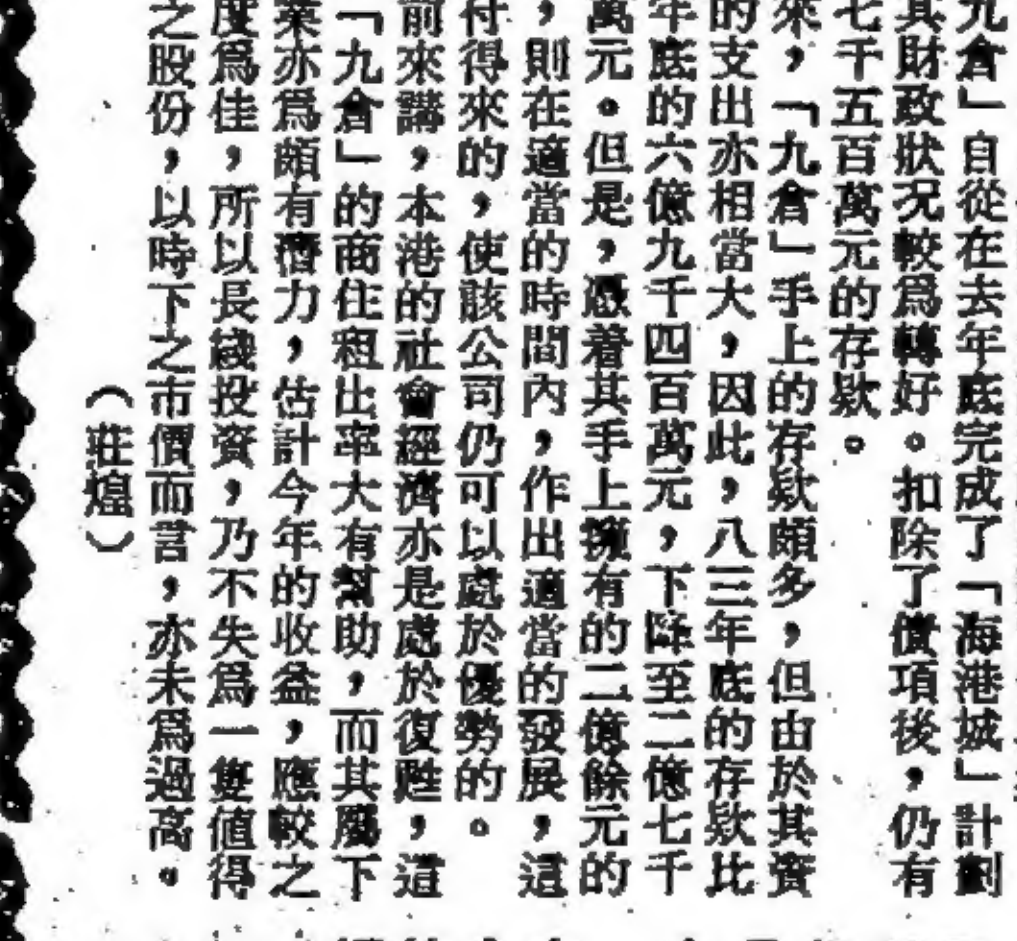 九倉」自從在去年底完成了「海港城」計劃
其財政狀況較爲轉好。扣除了債項後,仍有
七千五百萬元的存欵。
來,「九倉」手上的存欵頗多,但由於其資
的支出亦相當大,因此,八三年底的存欵比
年底的六億九千四百萬元,下降至二億七千
萬元。但是,憑着其手上擁有的二億餘元的
,則在適當的時間內,作出適當的發展,這
付得來的,使該公司仍可以處於優勢的。
前來講,本港的社會經濟亦是處於復甦,這
「九倉」的商住租比率大有幫助,而其屬下
業亦爲頗有潛力,估計今年的收益,應較之
度爲佳,所以長綫投資,乃不失爲一隻值得
之股份,以時下之市價而言,亦未爲過高。
(莊煌)